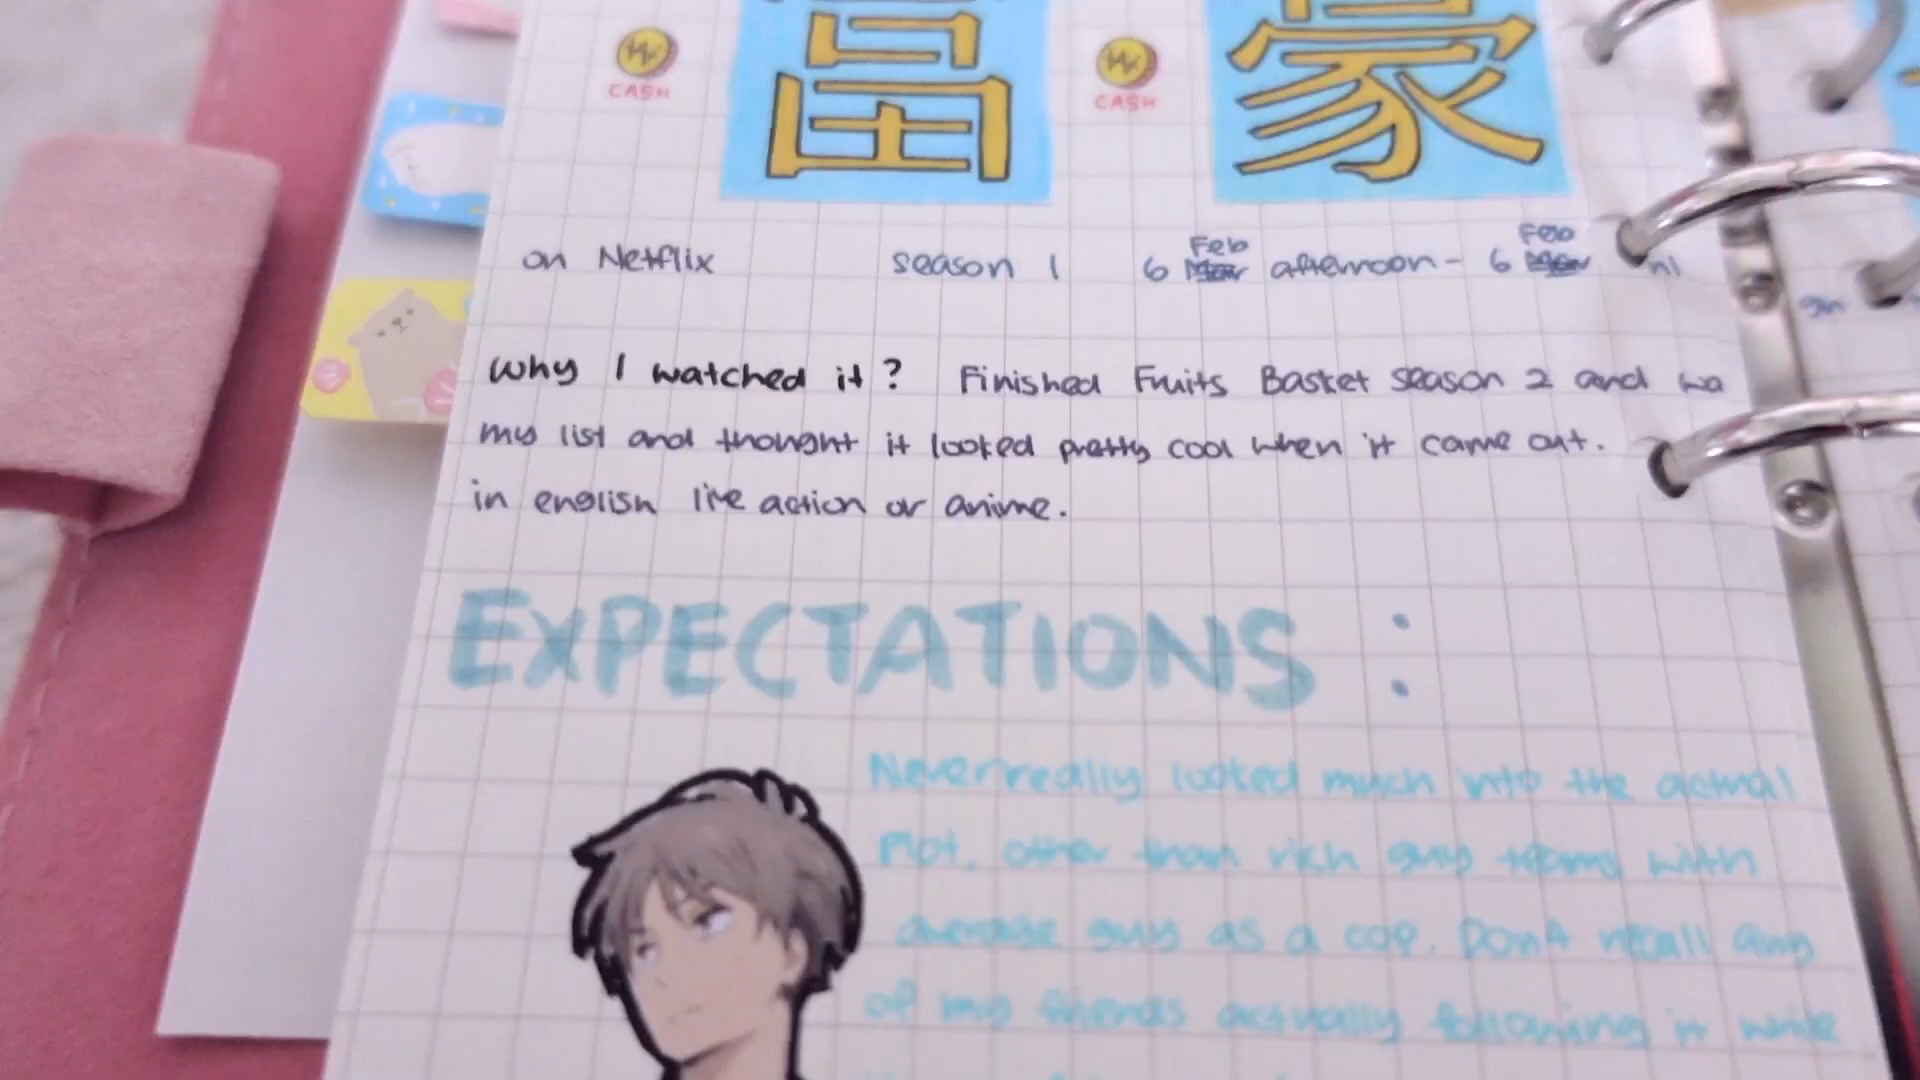 富 豪
CASH CASH
on Netflix season 1 6 Feb afternoon - 6 Feb
Why I watched it? Finished Fruits Basket season 2 and
my list and thought it looked pretty cool when it came out.
in english live action or anime.
EXPECTATIONS :
Never really looked much into the actual
Plot, other than rich guy teams with
average guy as a cop. Don't recall any
of my friends actually following it while